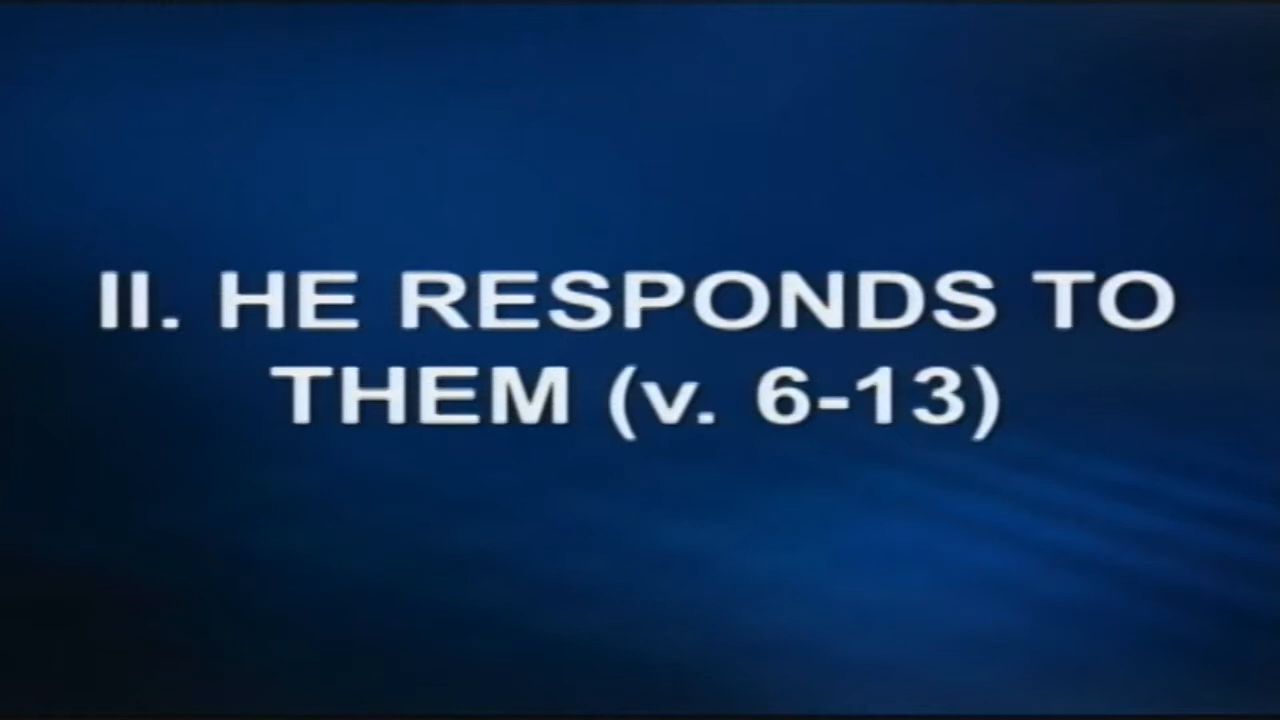 II. HE RESPONDS TO
THEM (v. 6-13)